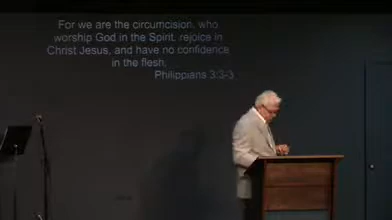 For we are the circumcision, who
worship God in the Spirit, rejoice in
Christ Jesus, and have no confidence
in the flesh.
Philippians 3:3-3